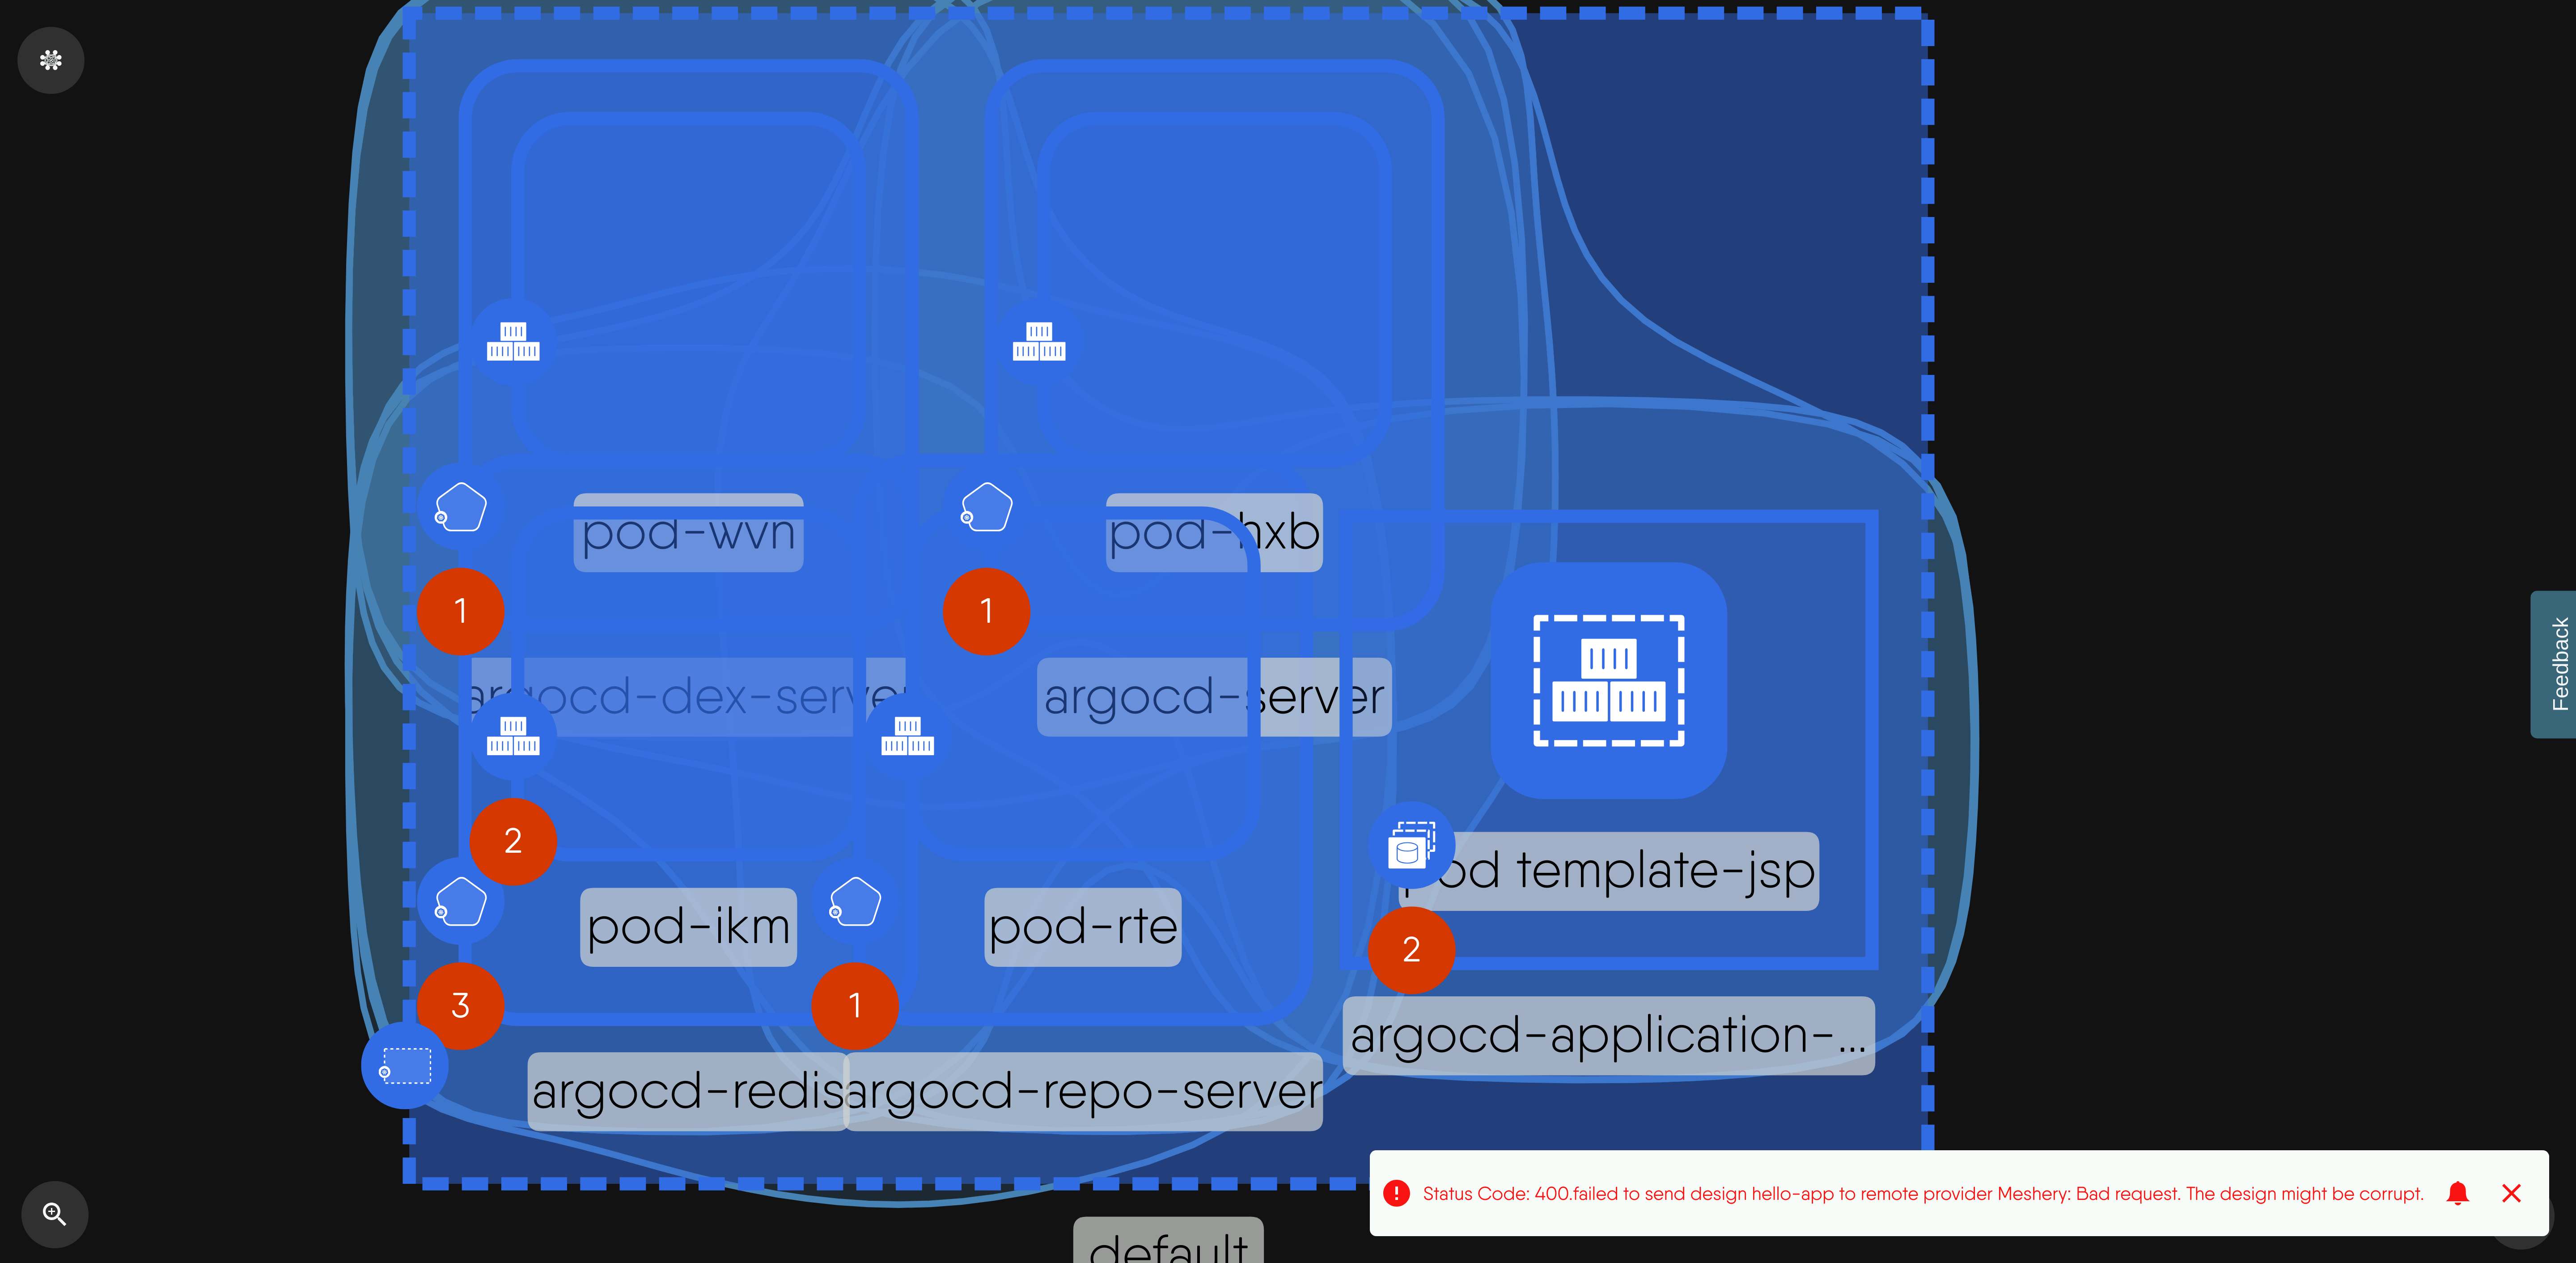 pod-wvn
pod-hxb
1
1
argocd-dex-server
argocd-server
Feedback
2
pod template-jsp
pod-ikm
pod-rte
2
3
1
argocd-application-...
argocd-redis
argocd-repo-server
Status Code: 400.failed to send design hello-app to remote provider Meshery: Bad request. The design might be corrupt.
default